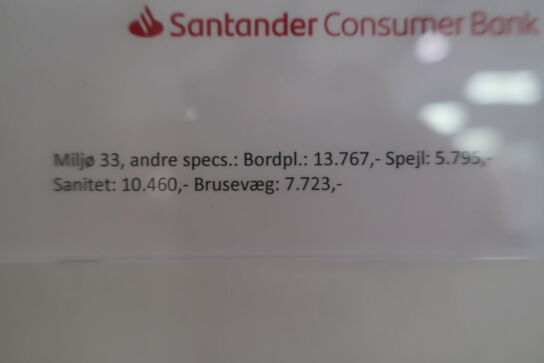 Santander Consumer Bank
Miljø 33, andre specs.: Bordpl.: 13.767,- Spejl: 5.795,-
Sanitet: 10.460,- Brusevæg: 7.723,-